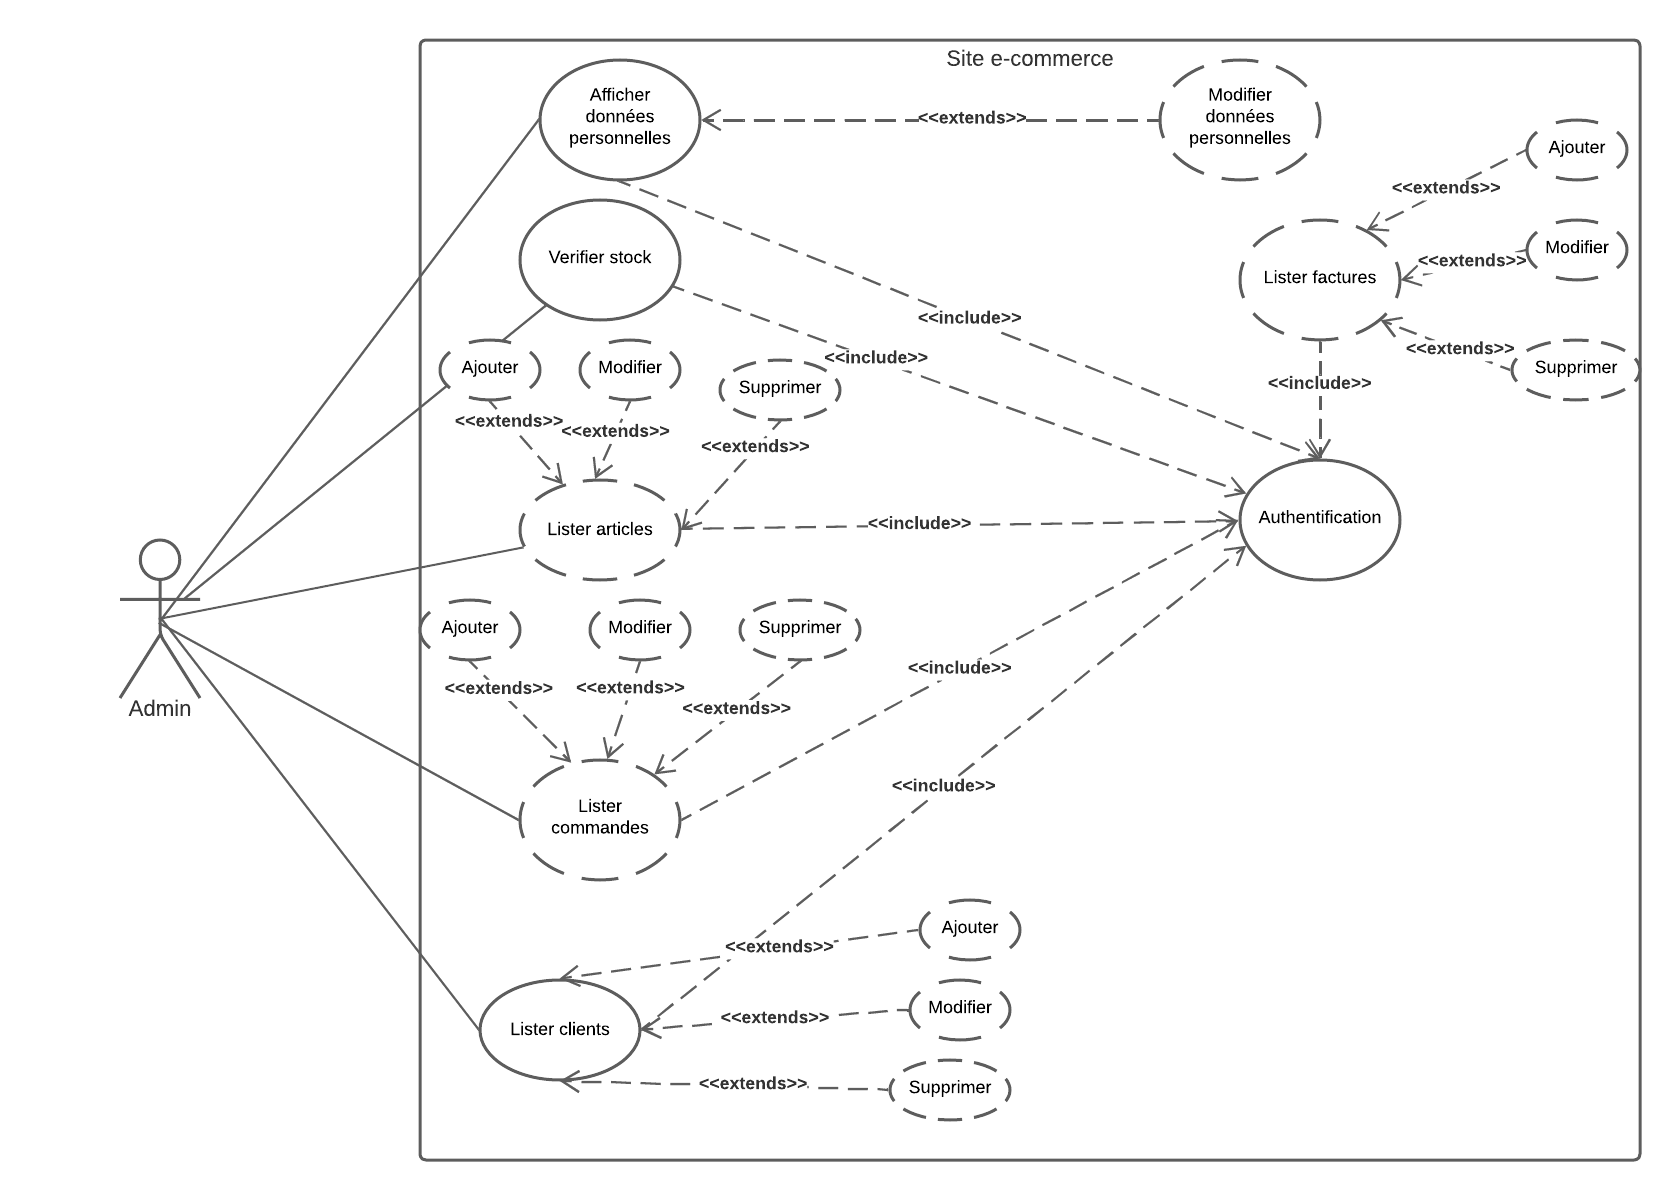 Site e-commerce
Afficher
données
personnelles
<<extends>>
Modifier
données
personnelles
Ajouter
<<extends>>
Verifier stock
Lister factures
<<extends>>
Modifier
<<include>>
<<include>>
<<extends>>
Supprimer
<<include>>
Ajouter
Modifier
Supprimer
<<extends>>
<<extends>>
<<extends>>
Lister articles
<<include>>
Authentification
Ajouter
Modifier
Supprimer
<<extends>>
<<extends>>
<<extends>>
<<include>>
Admin
Lister
commandes
<<include>>
Ajouter
<<extends>>
Lister clients
<<extends>>
Modifier
<<extends>>
Supprimer